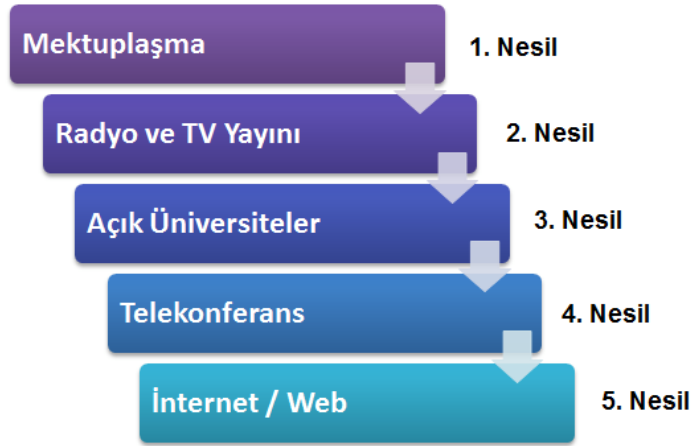 Mektuplaşma
1. Nesil
Radyo ve TV Yayını
2. Nesil
Açık Üniversiteler
3. Nesil
Telekonferans
4. Nesil
İnternet / Web
5. Nesil